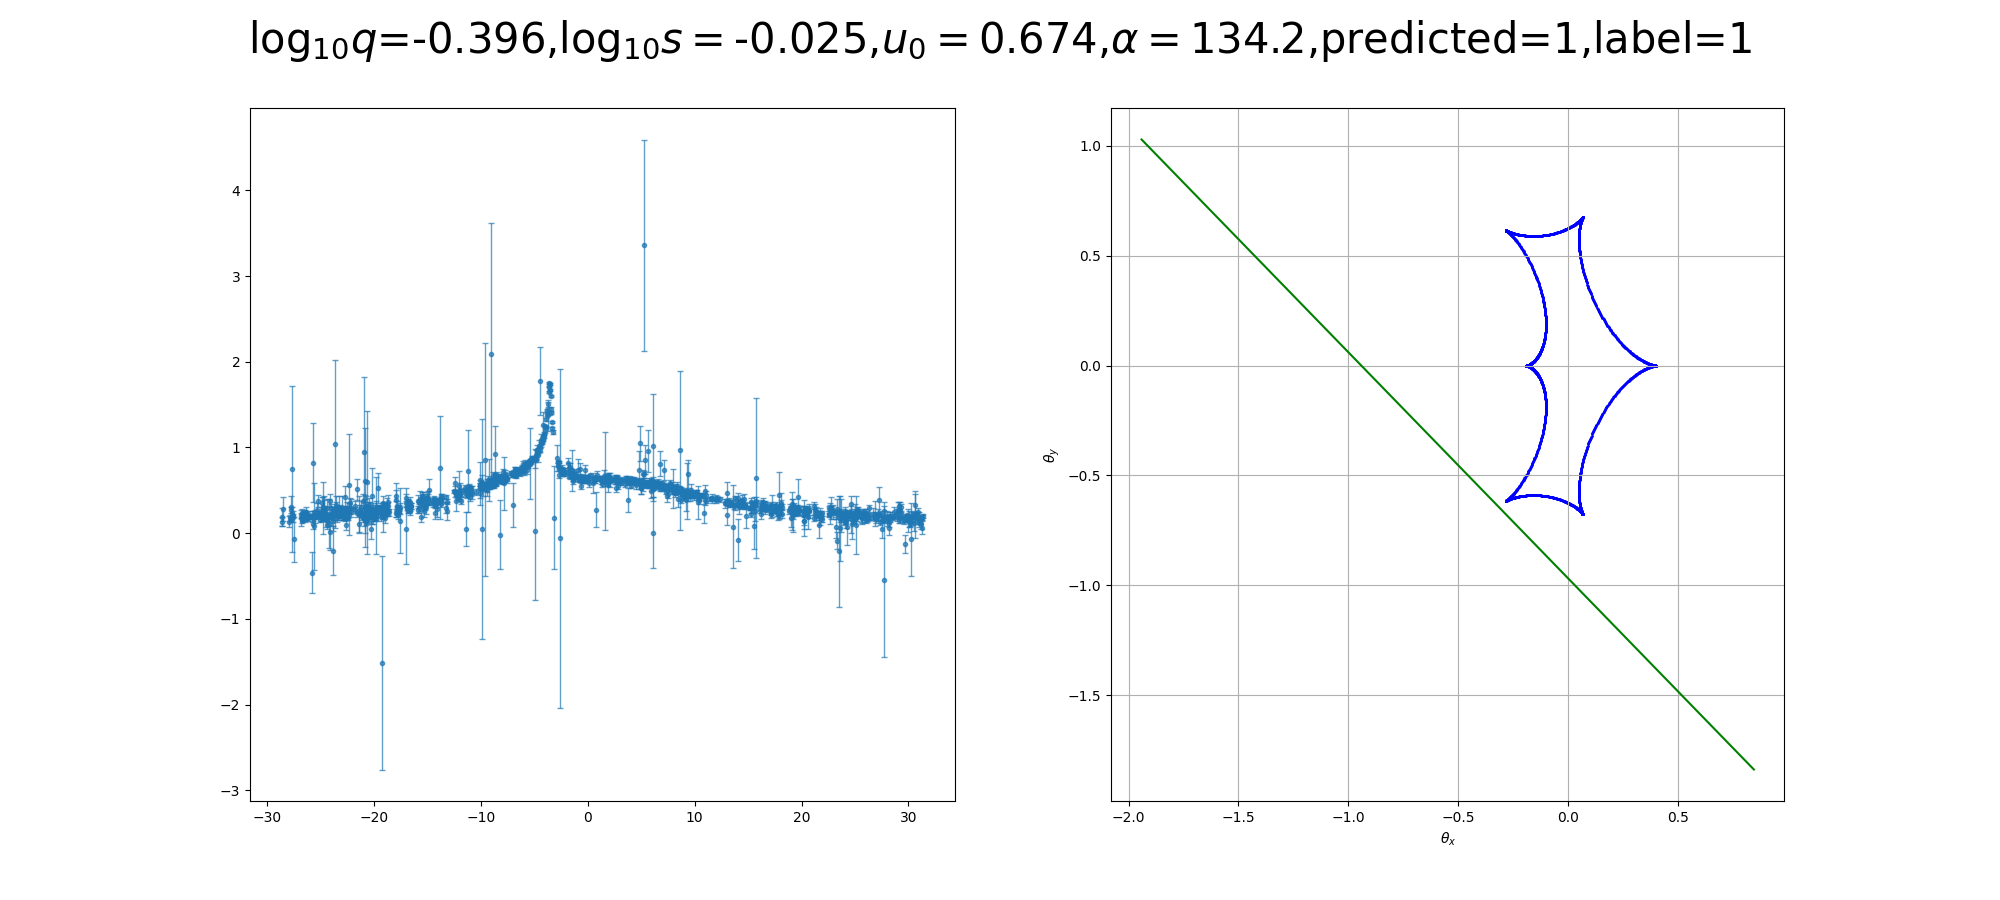 log₁₀q=-0.396,log₁₀s = -0.025,u₀ = 0.674,α = 134.2,predicted=1,label=1
4
3
2
1
0
−1
−2
−3
−30 −20 −10 0 10 20 30
1.0
0.5
0.0
−0.5
−1.0
−1.5
θy
−2.0 −1.5 −1.0 −0.5 0.0 0.5
θx